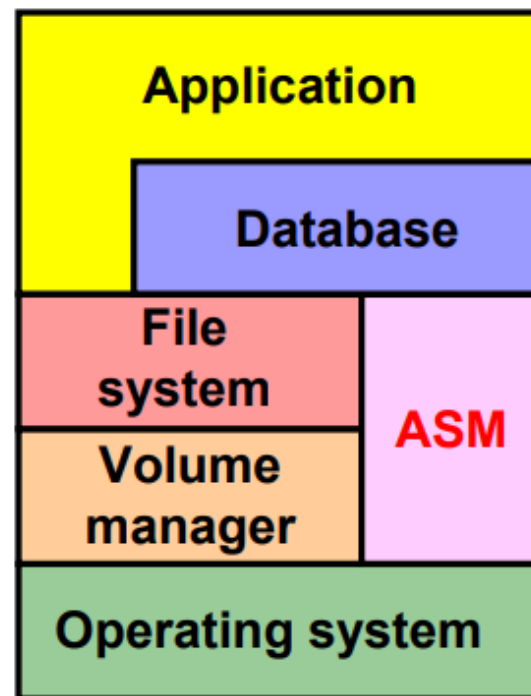 Application
Database
File
system
ASM
Volume
manager
Operating system